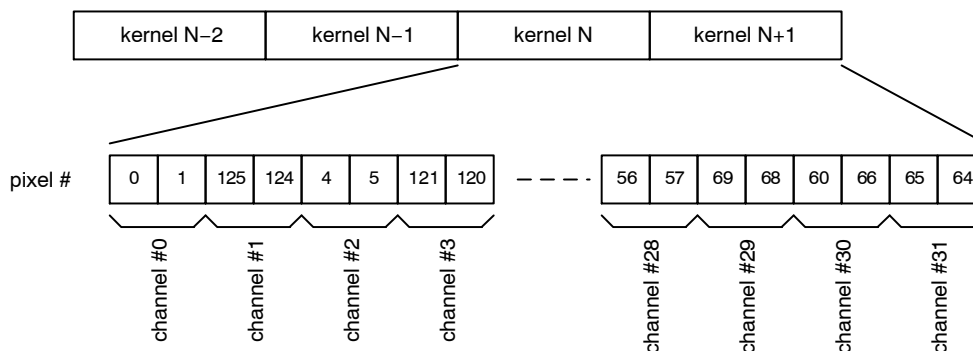 kernel N−2 kernel N−1 kernel N kernel N+1
pixel # 0 1 125 124 4 5 121 120 56 57 69 68 60 66 65 64
channel #0
channel #1
channel #2
channel #3
channel #28
channel #29
channel #30
channel #31